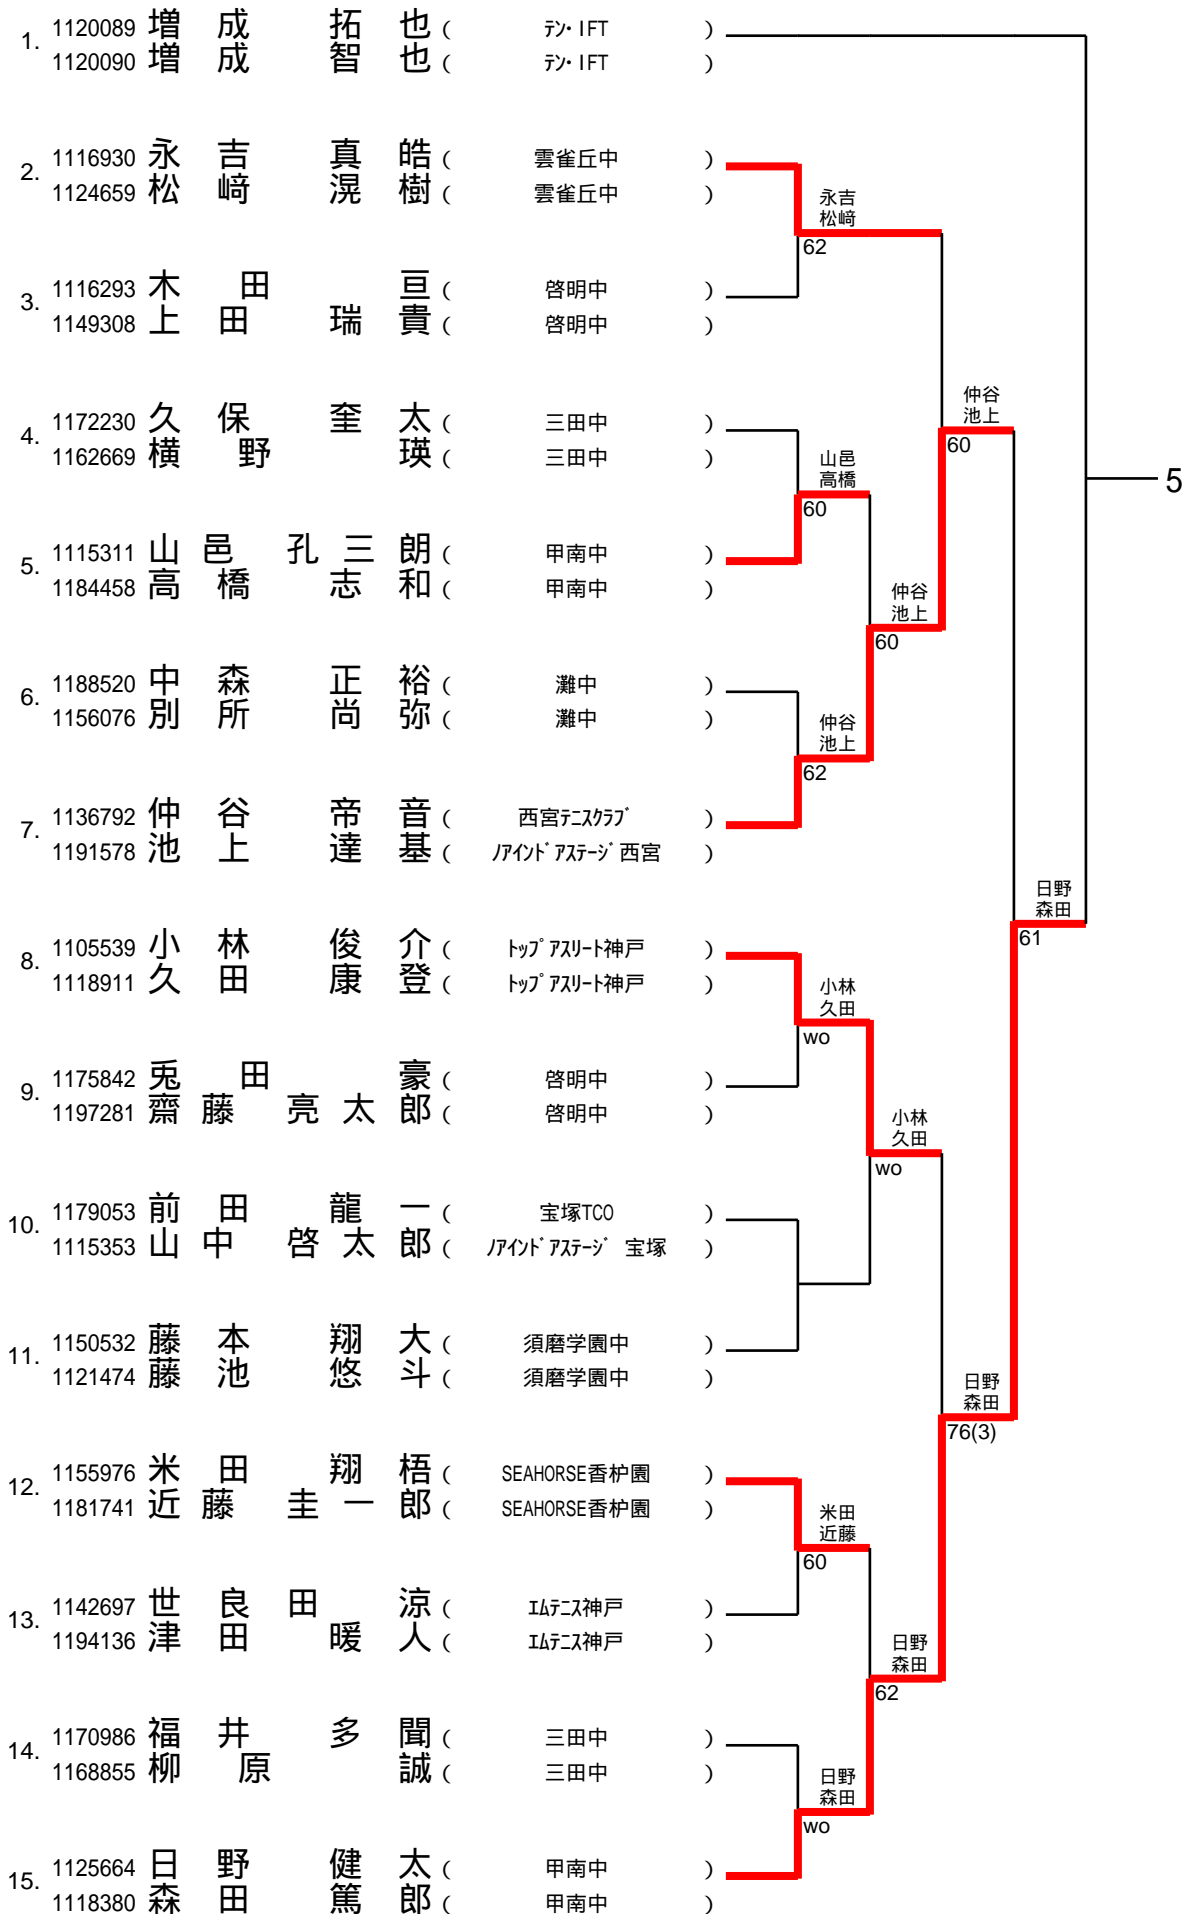 1. 1120089 増成 拓也 ( テン・IFT )
1120090 増成 智也 ( テン・IFT )
2. 1116930 永吉 真皓 ( 雲雀丘中 )
1124659 松﨑 滉樹 ( 雲雀丘中 )
永吉
松﨑
62
3. 1116293 木田 亘 ( 啓明中 )
1149308 上田 瑞貴 ( 啓明中 )
仲谷
池上
60
4. 1172230 久保 奎太 ( 三田中 )
1162669 横野 瑛 ( 三田中 )
山邑
高橋
60
5
5. 1115311 山邑 孔三朗 ( 甲南中 )
1184458 高橋 志和 ( 甲南中 )
仲谷
池上
60
6. 1188520 中森 正裕 ( 灘中 )
1156076 別所 尚弥 ( 灘中 )
仲谷
池上
62
7. 1136792 仲谷 帝音 ( 西宮テニスクラブ )
1191578 池上 達基 ( ノアインドアステージ西宮 )
日野
森田
61
8. 1105539 小林 俊介 ( トップアスリート神戸 )
1118911 久田 康登 ( トップアスリート神戸 )
小林
久田
wo
9. 1175842 兎田 豪 ( 啓明中 )
1197281 齋藤 亮太郎 ( 啓明中 )
小林
久田
wo
10. 1179053 前田 龍一 ( 宝塚TCO )
1115353 山中 啓太郎 ( ノアインドアステージ 宝塚 )
11. 1150532 藤本 翔大 ( 須磨学園中 )
1121474 藤池 悠斗 ( 須磨学園中 )
日野
森田
76(3)
12. 1155976 米田 翔梧 ( SEAHORSE香枦園 )
1181741 近藤 圭一郎 ( SEAHORSE香枦園 )
米田
近藤
60
13. 1142697 世良田 涼 ( エムテニス神戸 )
1194136 津田 暖人 ( エムテニス神戸 )
日野
森田
62
14. 1170986 福井 多聞 ( 三田中 )
1168855 柳原 誠 ( 三田中 )
日野
森田
wo
15. 1125664 日野 健太 ( 甲南中 )
1118380 森田 篤郎 ( 甲南中 )